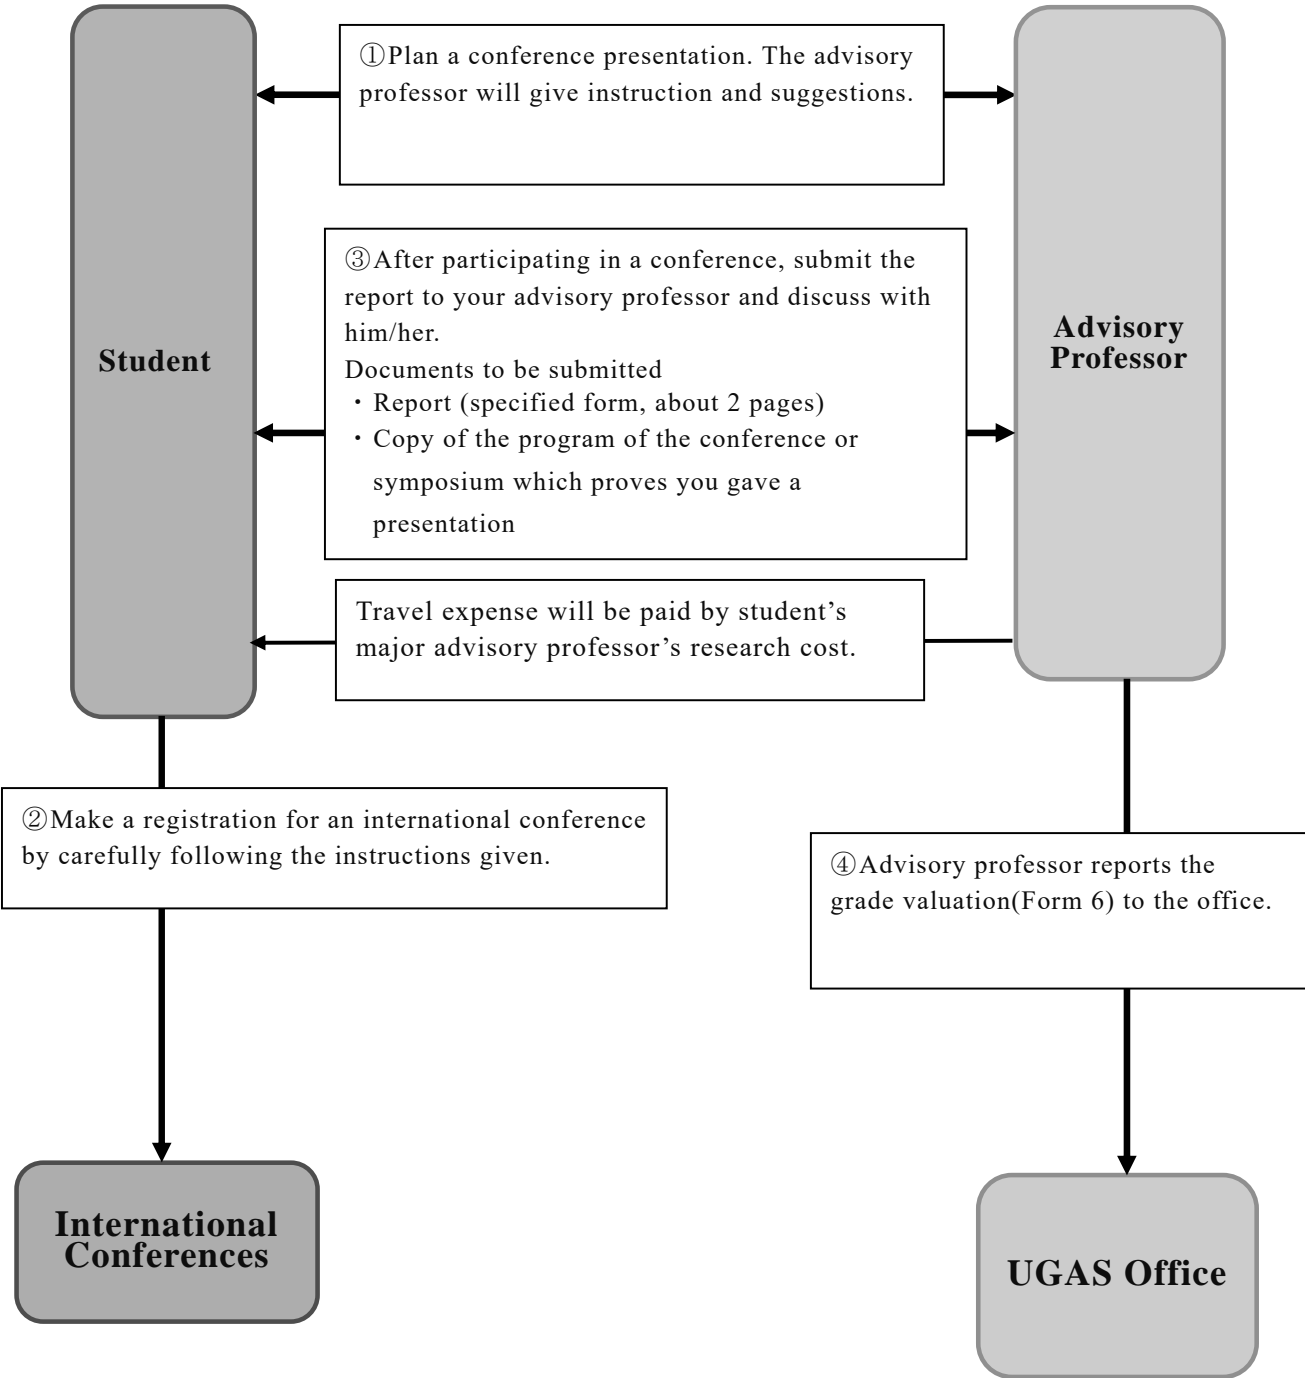 ①Plan a conference presentation. The advisory
professor will give instruction and suggestions.
③After participating in a conference, submit the
report to your advisory professor and discuss with
him/her.
Documents to be submitted
・Report (specified form, about 2 pages)
・Copy of the program of the conference or
symposium which proves you gave a
presentation
Student
Advisory
Professor
Travel expense will be paid by student’s
major advisory professor’s research cost.
②Make a registration for an international conference
by carefully following the instructions given.
④Advisory professor reports the
grade valuation(Form 6) to the office.
International
Conferences
UGAS Office